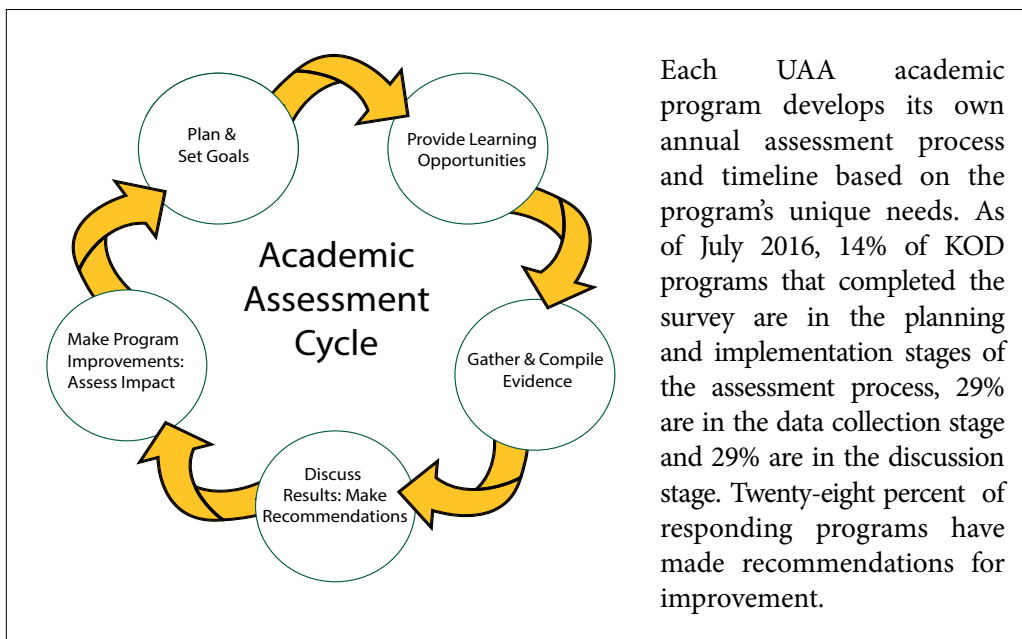 Plan &
Set Goals
Provide Learning
Opportunities
Gather & Compile
Evidence
Discuss
Results: Make
Recommendations
Make Program
Improvements:
Assess Impact
Academic
Assessment
Cycle
Each UAA academic
program develops its own
annual assessment process
and timeline based on the
program's unique needs. As
of July 2016, 14% of KOD
programs that completed the
survey are in the planning
and implementation stages of
the assessment process, 29%
are in the data collection stage
and 29% are in the discussion
stage. Twenty-eight percent of
responding programs have
made recommendations for
improvement.